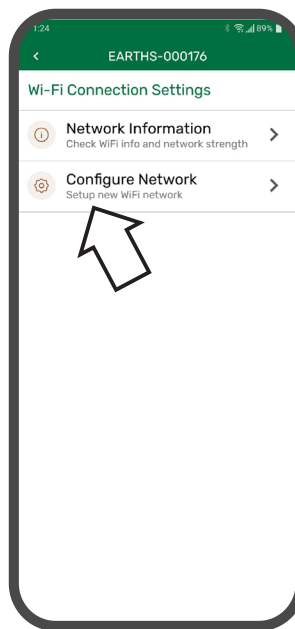 1:24 89%
EARTHS-000176
Wi-Fi Connection Settings
Network Information
Check WiFi info and network strength
Configure Network
Setup new WiFi network